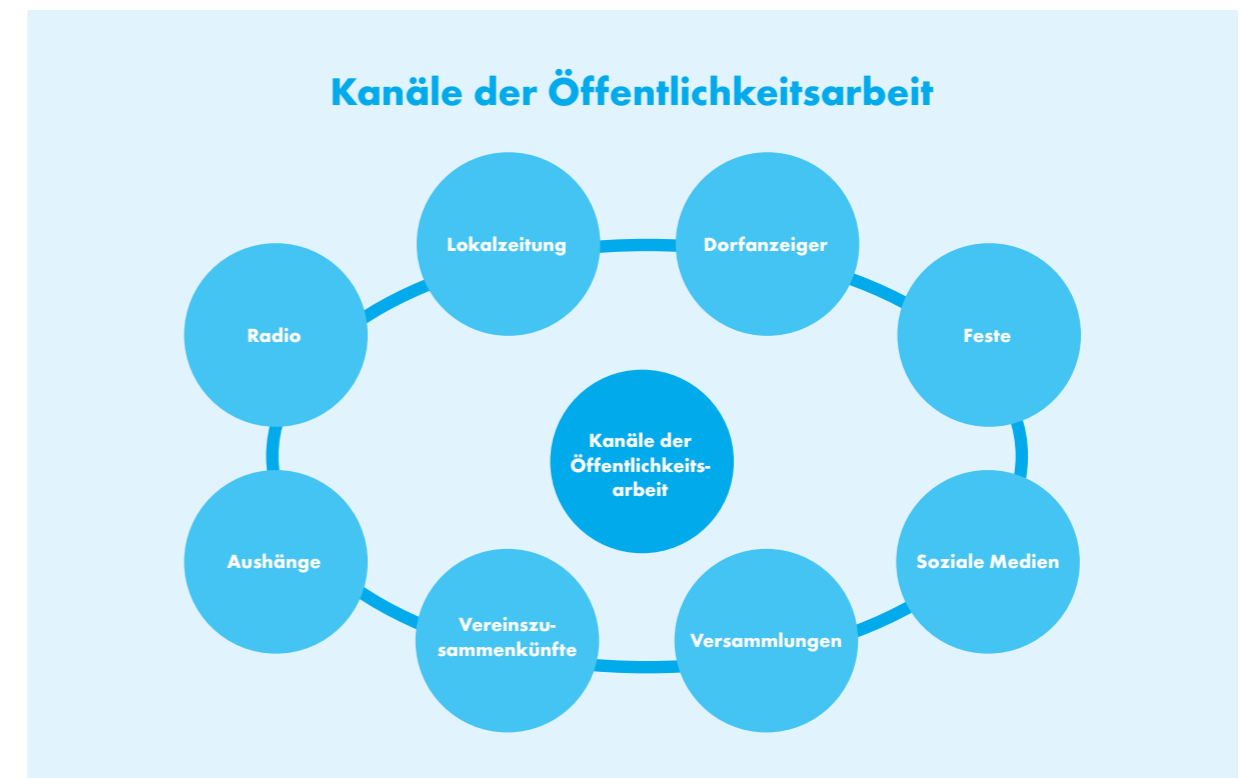 Kanäle der Öffentlichkeitsarbeit
Lokalzeitung
Dorfanzeiger
Radio
Feste
Kanäle der
Öffentlichkeits-
arbeit
Aushänge
Soziale Medien
Vereinszu-
sammenkünfte
Versammlungen